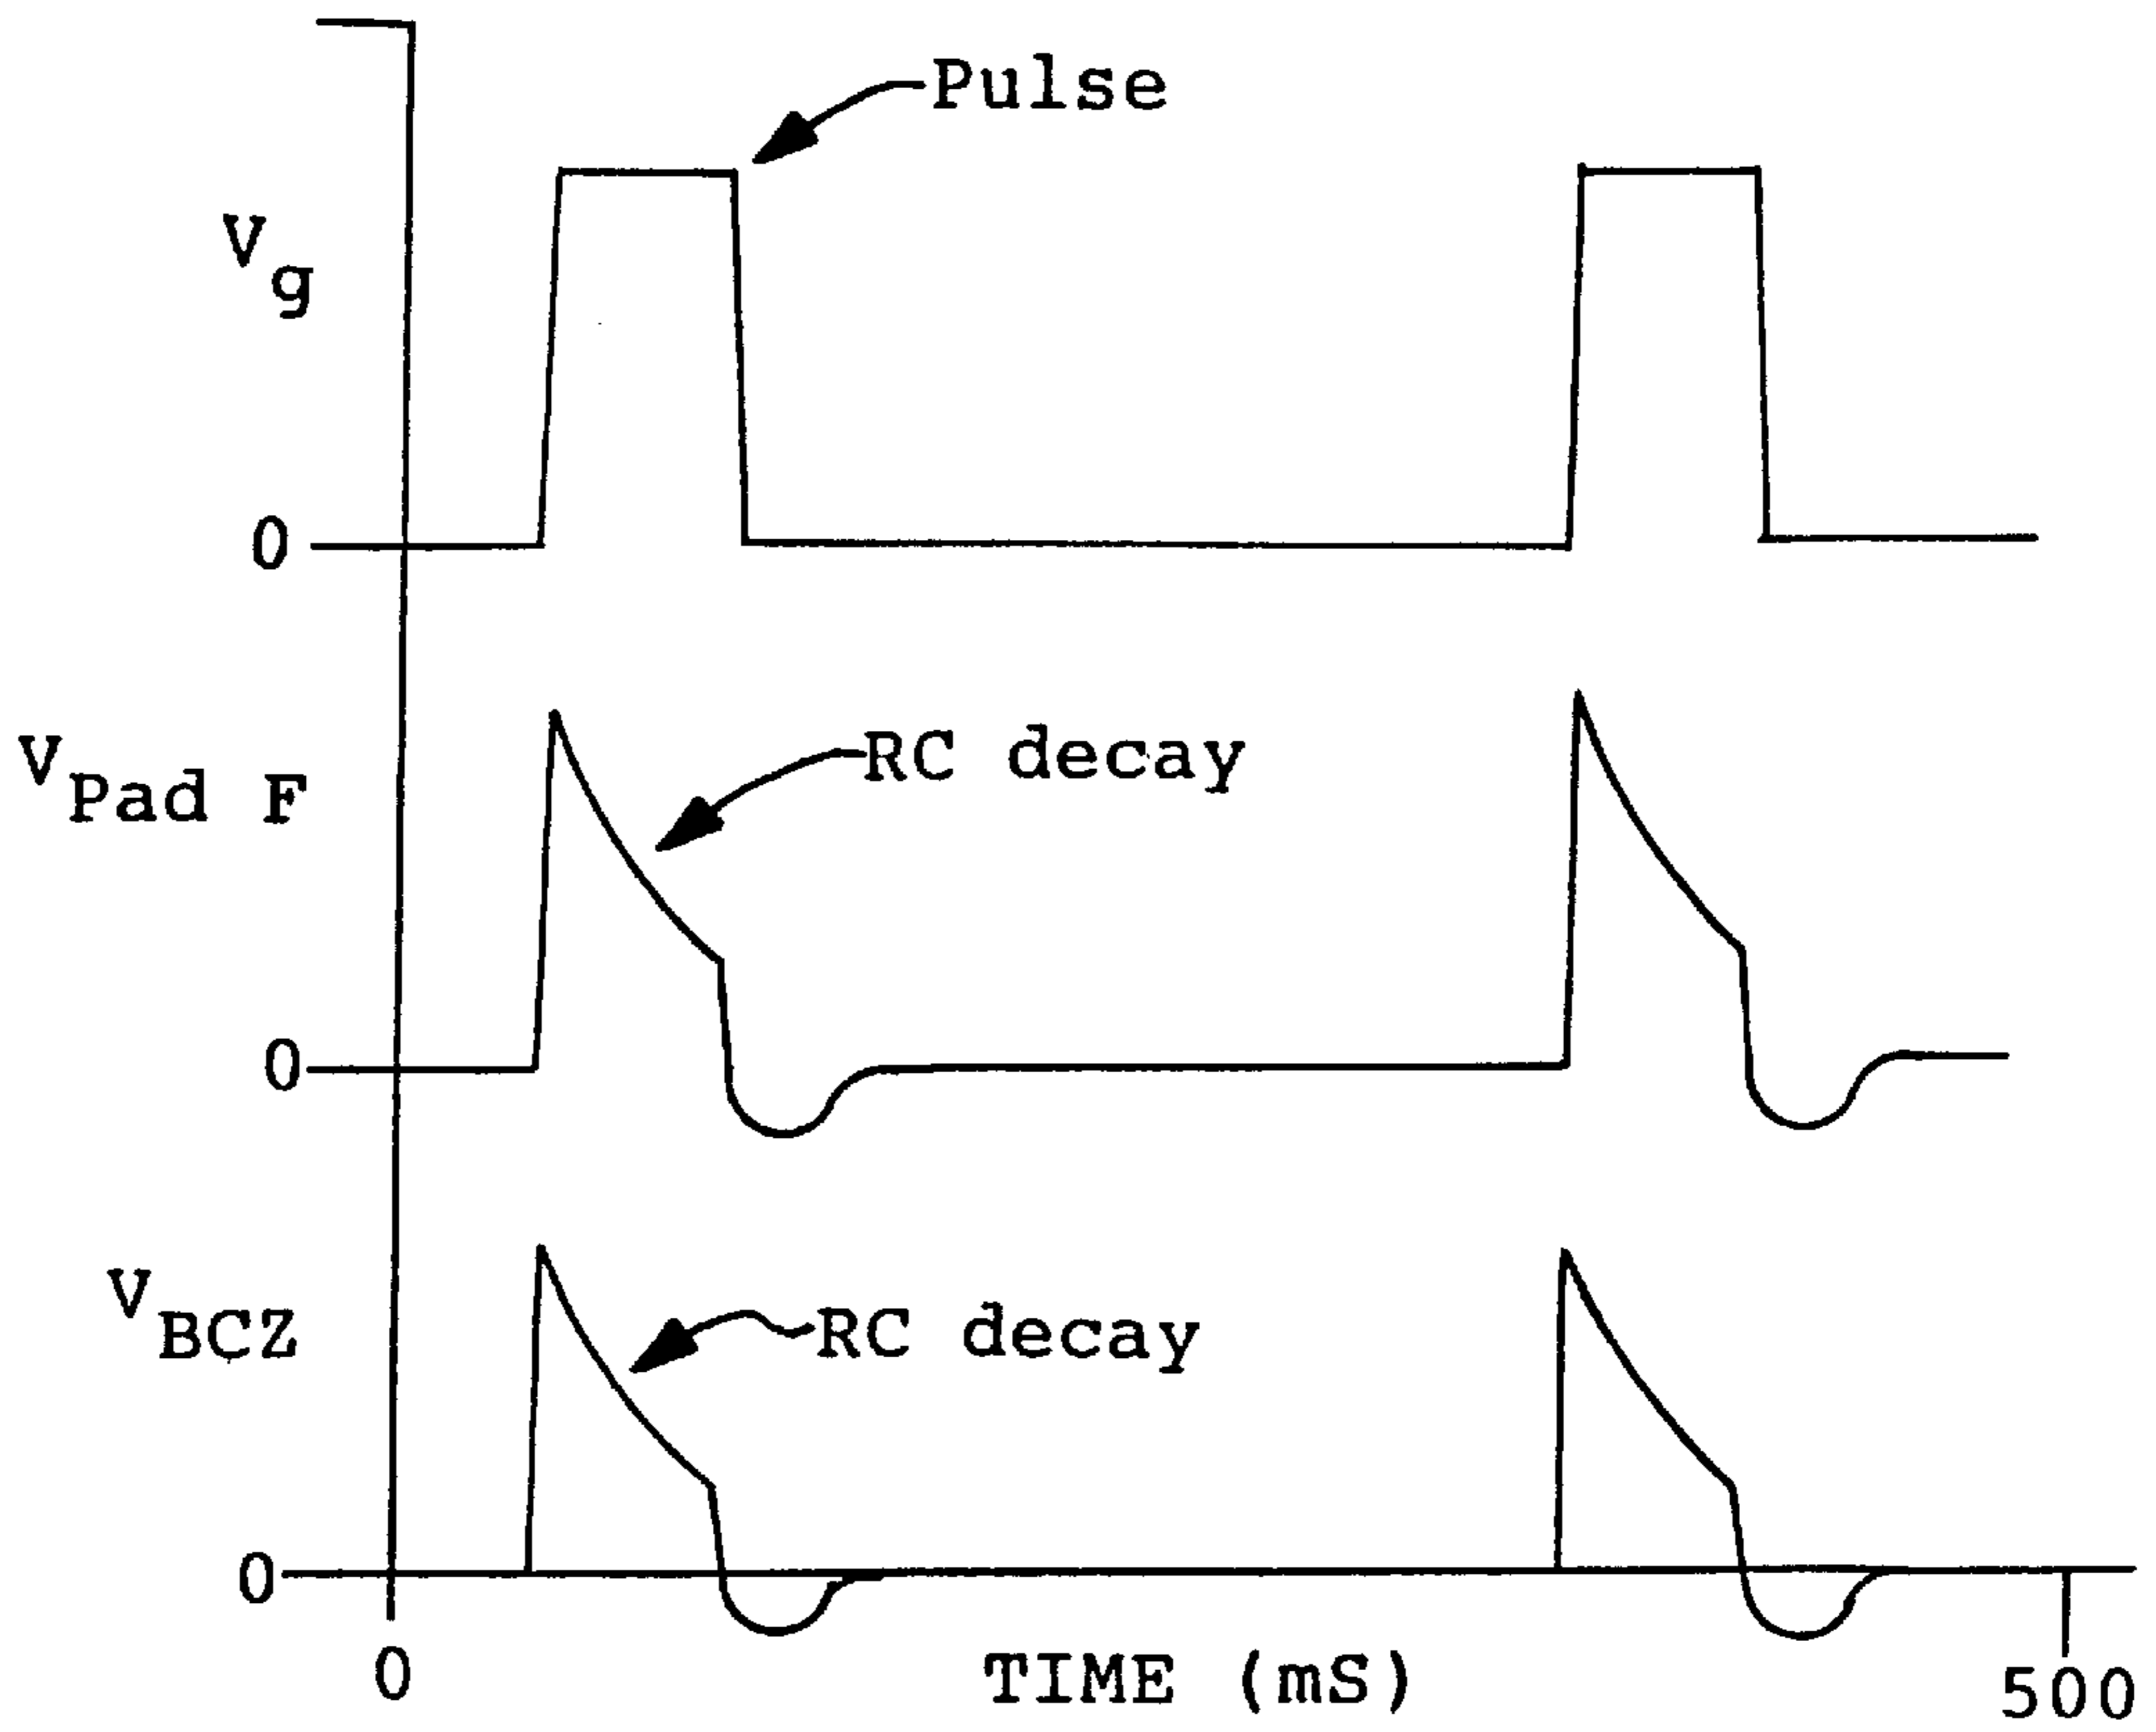 Pulse
Vg
0
VPad F
RC decay
0
VBCZ
RC decay
0
0
TIME (mS)
500